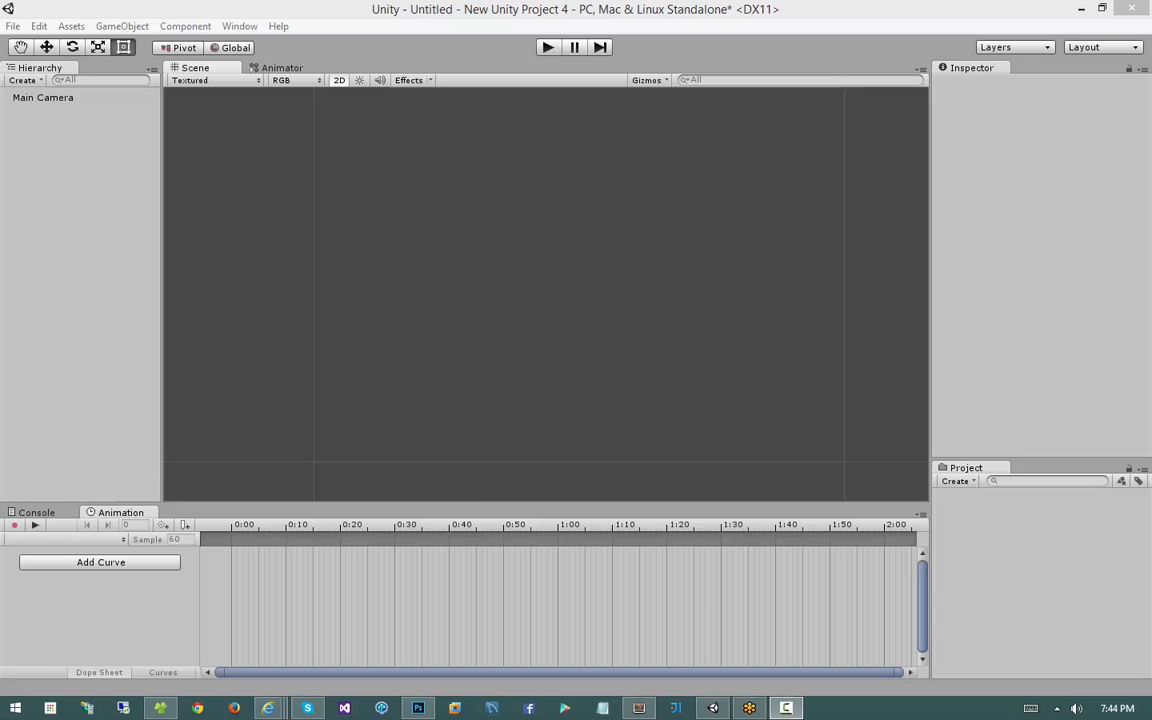 Unity - Untitled - New Unity Project 4 - PC, Mac & Linux Standalone* <DX11>
File Edit Assets GameObject Component Window Help
Pivot Global Layers Layout
Hierarchy Scene Animator Inspector
Create All Textured RGB 2D Effects Gizmos All
Main Camera
Project
Create
Console Animation
0 0:00 0:10 0:20 0:30 0:40 0:50 1:00 1:10 1:20 1:30 1:40 1:50 2:00
Sample 60
Add Curve
Dope Sheet Curves
7:44 PM